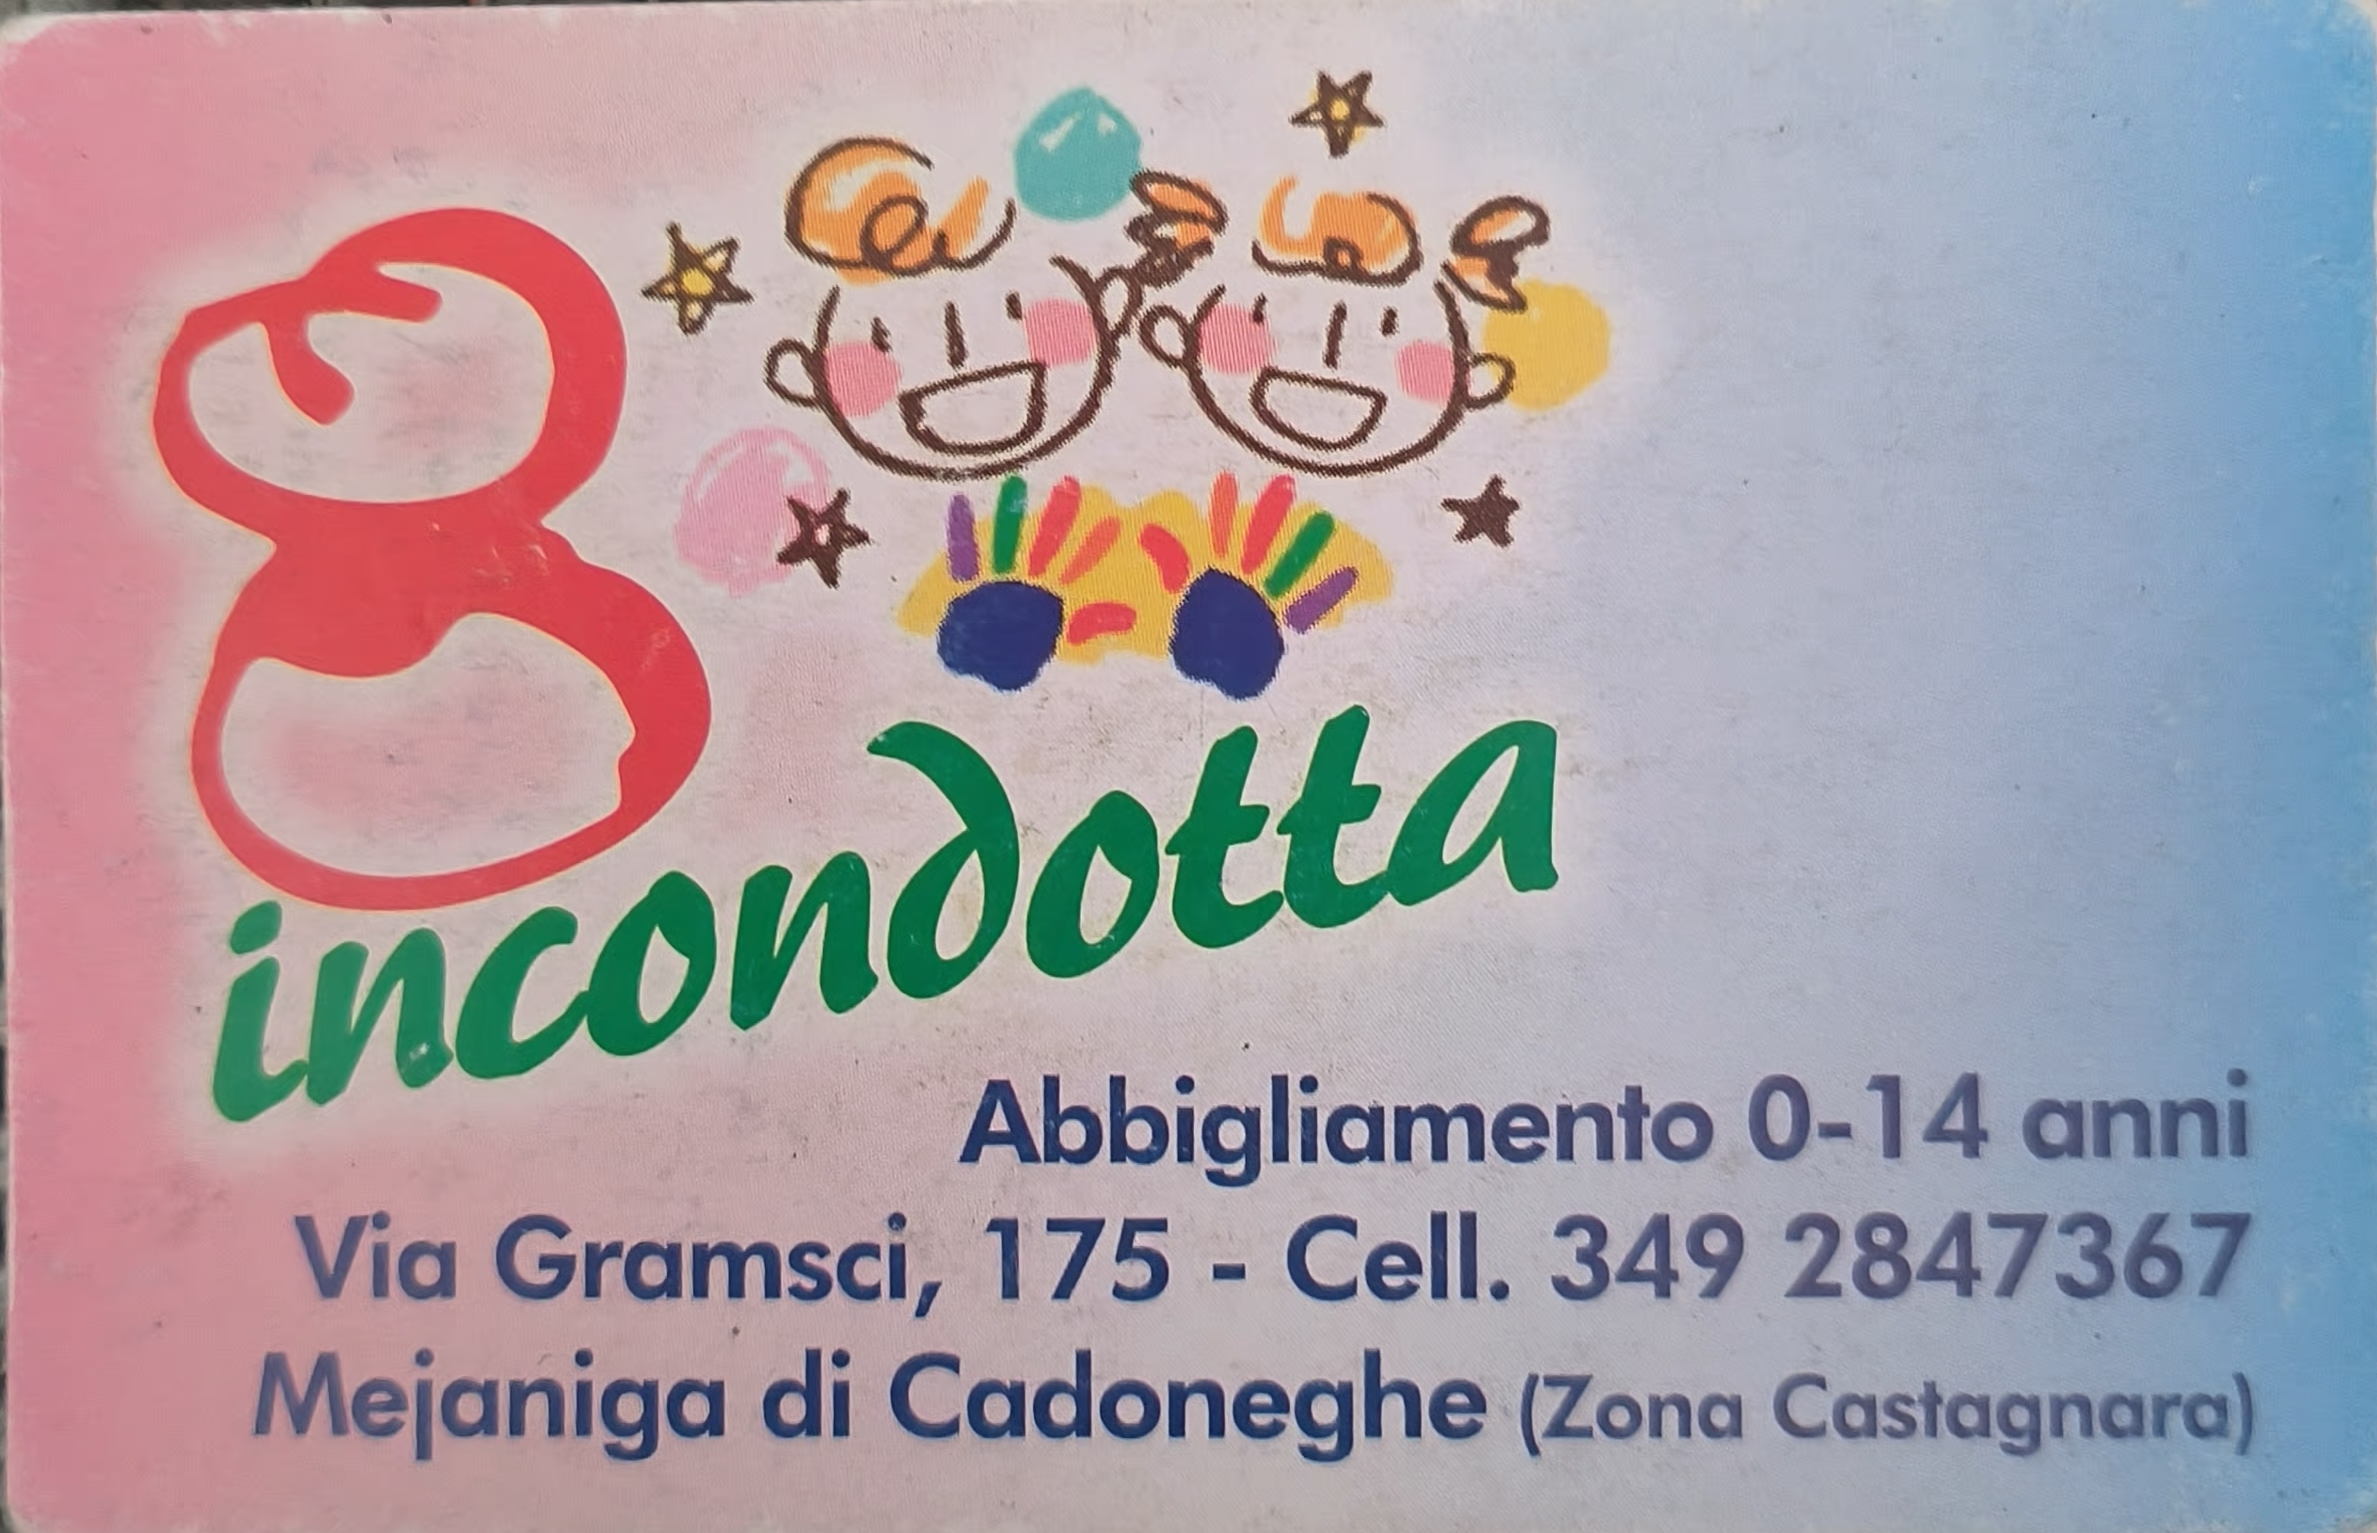 8
incondotta
Abbigliamento 0-14 anni
Via Gramsci, 175 - Cell. 349 2847367
Mejaniga di Cadoneghe (Zona Castagnara)